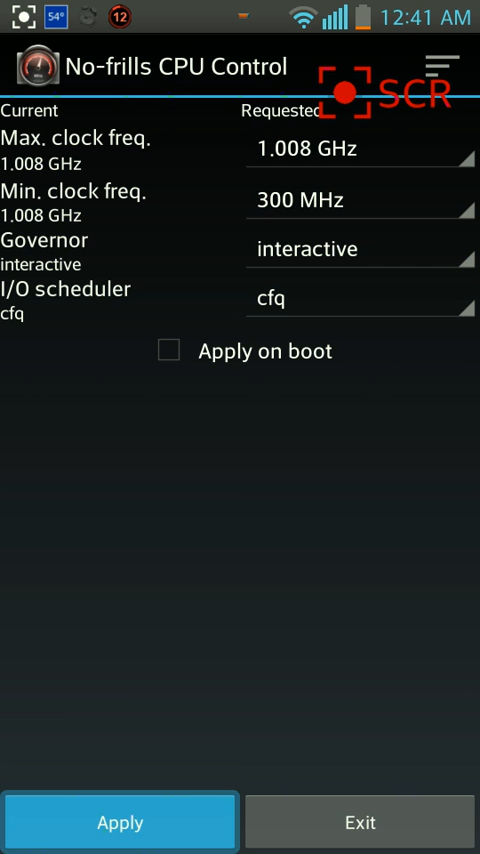 54° 12 12:41 AM
No-frills CPU Control
SCR
Current Requested
Max. clock freq. 1.008 GHz
1.008 GHz
Min. clock freq. 300 MHz
1.008 GHz
Governor interactive
interactive
I/O scheduler cfq
cfq
Apply on boot
Apply Exit